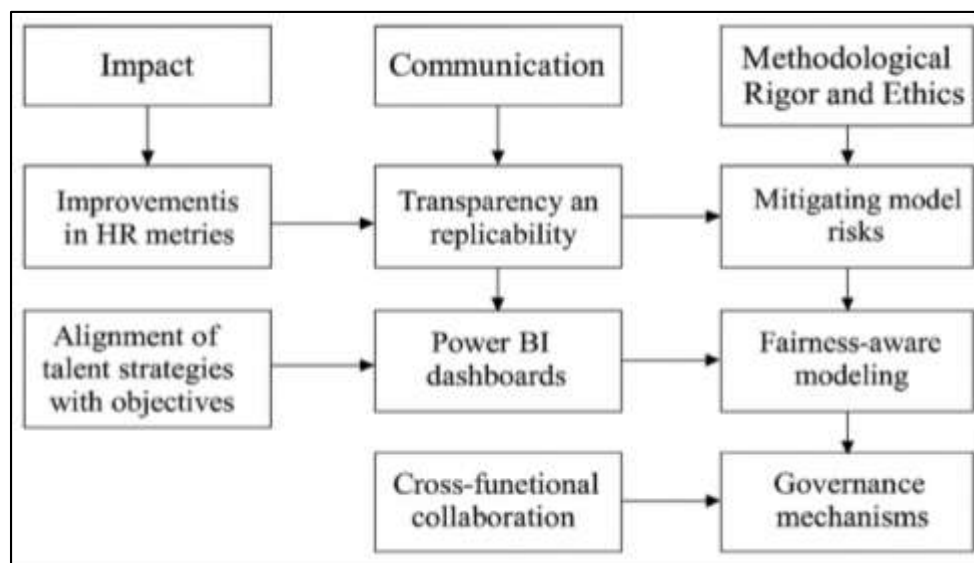 Impact
Communication
Methodological
Rigor and Ethics
Improvementis
in HR metries
Transparency an
replicability
Mitigating model
risks
Alignment of
talent strategies
with objectives
Power BI
dashboards
Fairness-aware
modeling
Cross-functional
collaboration
Governance
mechanisms